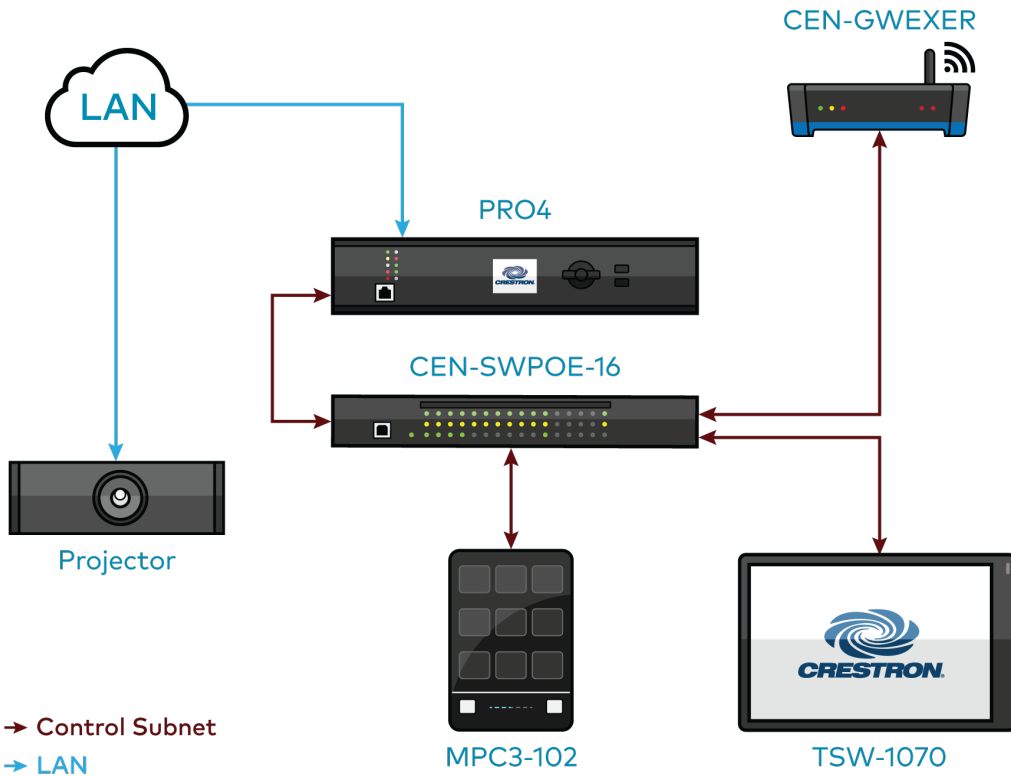 CEN-GWEXER
LAN
PRO4
CRESTRON
CEN-SWPOE-16
Projector
CRESTRON.
→ Control Subnet
→ LAN
MPC3-102
TSW-1070